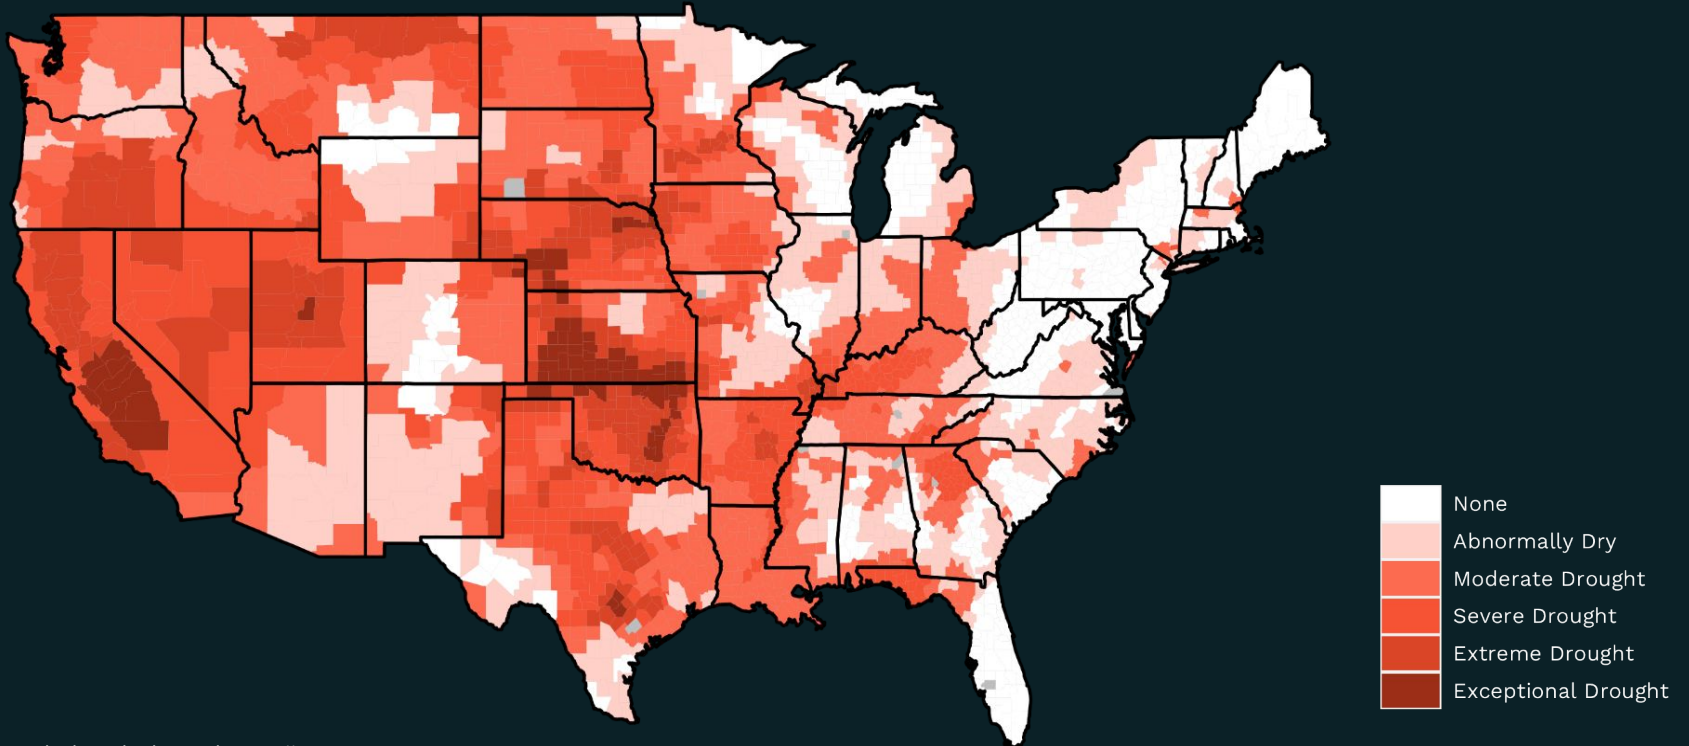 None
Abnormally Dry
Moderate Drought
Severe Drought
Extreme Drought
Exceptional Drought